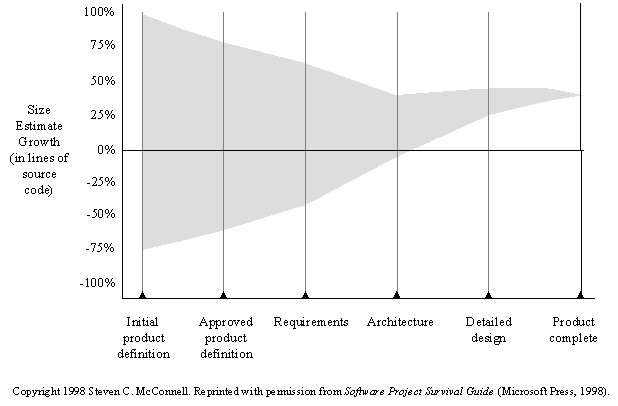 100%
75%
50%
25%
0%
-25%
-50%
-75%
-100%
Size
Estimate
Growth
(in lines of
source
code)
Initial
product
definition
Approved
product
definition
Requirements
Architecture
Detailed
design
Product
complete
Copyright 1998 Steven C. McConnell. Reprinted with permission from Software Project Survival Guide (Microsoft Press, 1998).